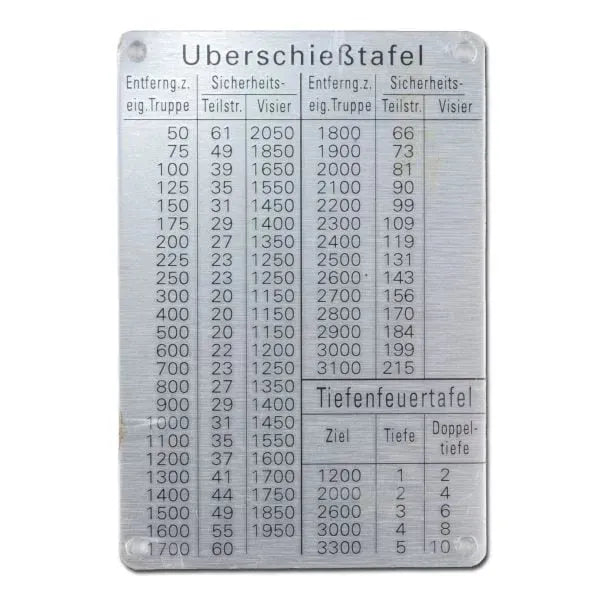 Uberschießtafel
Entferng.z. Sicherheits- Entferng.z. Sicherheits-
eig.Truppe Teilstr. Visier eig.Truppe Teilstr. Visier
50 61 2050 1800 66
75 49 1850 1900 73
100 39 1650 2000 81
125 35 1550 2100 90
150 31 1450 2200 99
175 29 1400 2300 109
200 27 1350 2400 119
225 23 1250 2500 131
250 23 1250 2600 143
300 20 1150 2700 156
400 20 1150 2800 170
500 20 1150 2900 184
600 22 1200 3000 199
700 23 1250 3100 215
800 27 1350
900 29 1400
1000 31 1450
1100 35 1550
1200 37 1600
1300 41 1700
1400 44 1750
1500 49 1850
1600 55 1950
1700 60
Tiefenfeuertafel
Ziel Tiefe Doppel-
tiefe
1200 1 2
2000 2 4
2600 3 6
3000 4 8
3300 5 10